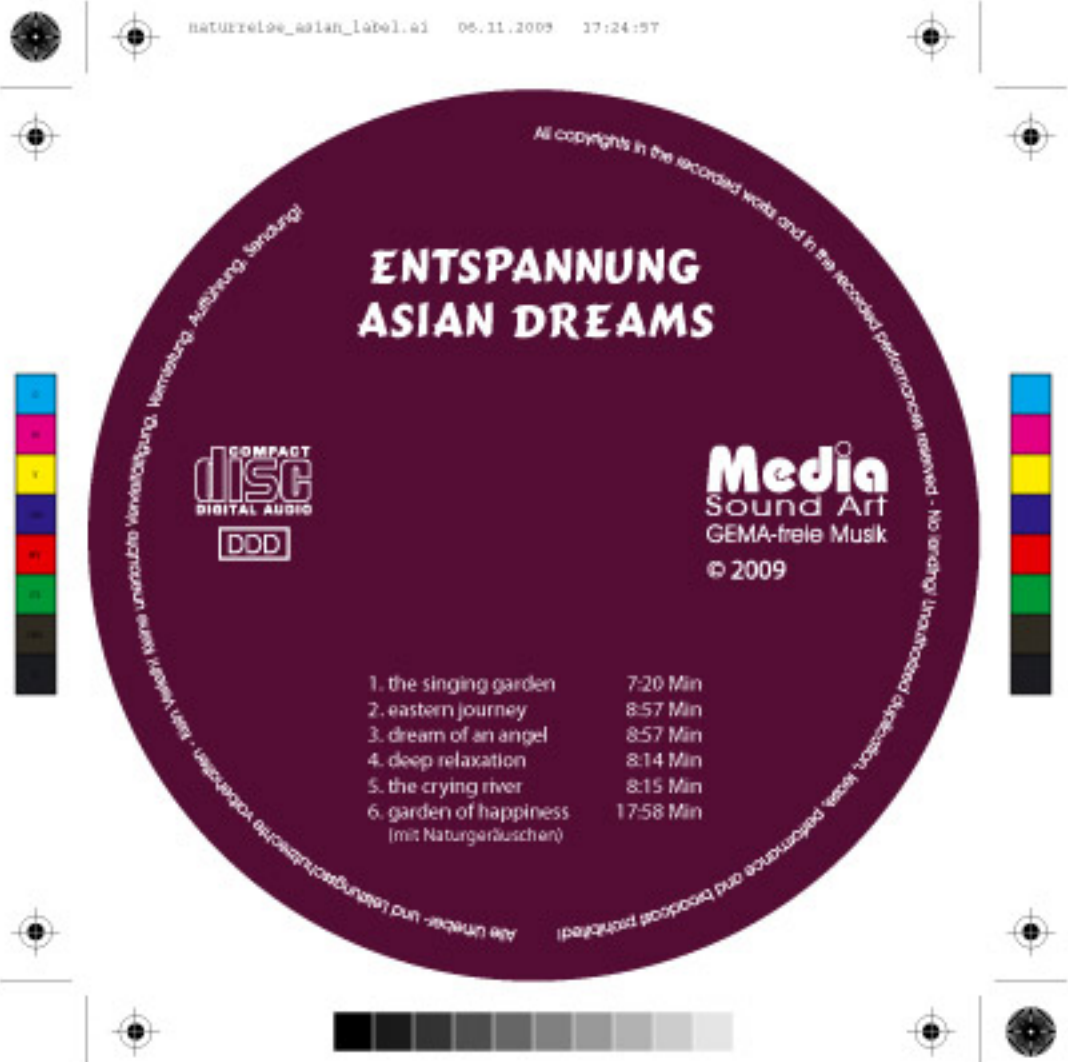 naturreise_asian_label.ai 06.11.2009 17:24:57
All copyrights in the recorded works and in the recorded performances reserved - No lending! Unauthorized duplication, resale, performance and broadcast prohibited!
ENTSPANNUNG
ASIAN DREAMS
COMPACT
disc
DIGITAL AUDIO
DDD
Media
Sound Art
GEMA-freie Musik
© 2009
1. the singing garden 7:20 Min
2. eastern journey 8:57 Min
3. dream of an angel 8:57 Min
4. deep relaxation 8:14 Min
5. the crying river 8:15 Min
6. garden of happiness 17:58 Min
(mit Naturgeräuschen)
Alle Urheber- und Leistungsschutzrechte vorbehalten - Kein Verleih! Keine unerlaubte Vervielfältigung, Vermietung, Aufführung, Sendung!